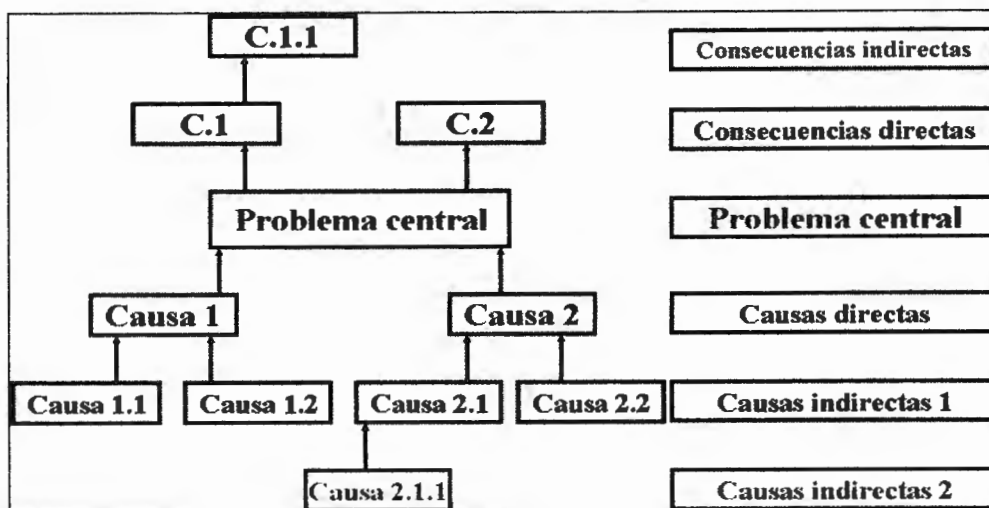 C.1.1
Consecuencias indirectas
C.1
C.2
Consecuencias directas
Problema central
Problema central
Causa 1
Causa 2
Causas directas
Causa 1.1
Causa 1.2
Causa 2.1
Causa 2.2
Causas indirectas 1
Causa 2.1.1
Causas indirectas 2